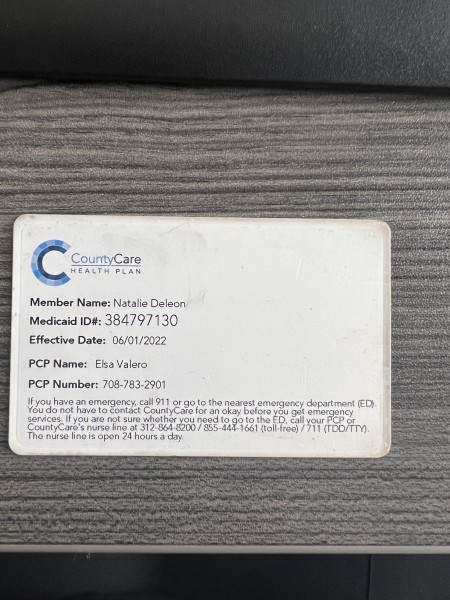 CountyCare
HEALTH PLAN
Member Name: Natalie Deleon
Medicaid ID#: 384797130
Effective Date: 06/01/2022
PCP Name: Elsa Valero
PCP Number: 708-783-2901
If you have an emergency, call 911 or go to the nearest emergency department (ED).
You do not have to contact CountyCare for an okay before you get emergency
services. If you are not sure whether you need to go to the ED, call your PCP or
CountyCare's nurse line at 312-864-8200 / 855-444-1661 (toll-free) / 711 (TDD/TTY).
The nurse line is open 24 hours a day.